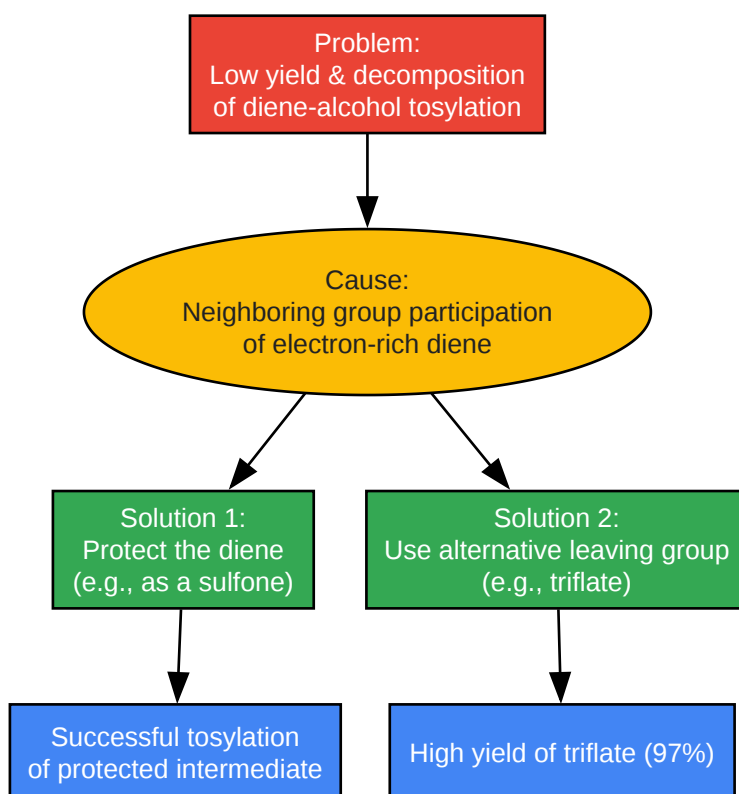 Problem:
Low yield & decomposition
of diene-alcohol tosylation
Cause:
Neighboring group participation
of electron-rich diene
Solution 1:
Protect the diene
(e.g., as a sulfone)
Solution 2:
Use alternative leaving group
(e.g., triflate)
Successful tosylation
of protected intermediate
High yield of triflate (97%)